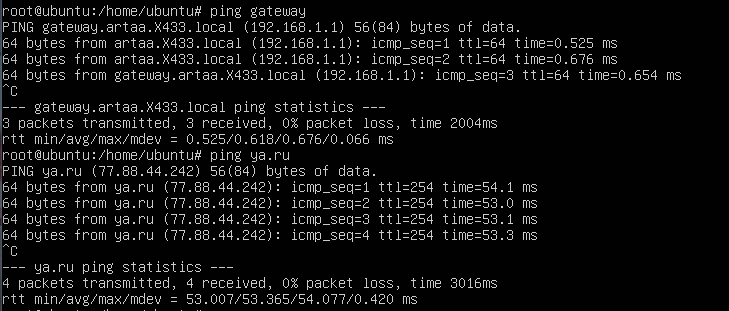 root@ubuntu:/home/ubuntu# ping gateway
PING gateway.artaa.X433.local (192.168.1.1) 56(84) bytes of data.
64 bytes from artaa.X433.local (192.168.1.1): icmp_seq=1 ttl=64 time=0.525 ms
64 bytes from artaa.X433.local (192.168.1.1): icmp_seq=2 ttl=64 time=0.676 ms
64 bytes from gateway.artaa.X433.local (192.168.1.1): icmp_seq=3 ttl=64 time=0.654 ms
^C
--- gateway.artaa.X433.local ping statistics ---
3 packets transmitted, 3 received, 0% packet loss, time 2004ms
rtt min/avg/max/mdev = 0.525/0.618/0.676/0.066 ms
root@ubuntu:/home/ubuntu# ping ya.ru
PING ya.ru (77.88.44.242) 56(84) bytes of data.
64 bytes from ya.ru (77.88.44.242): icmp_seq=1 ttl=254 time=54.1 ms
64 bytes from ya.ru (77.88.44.242): icmp_seq=2 ttl=254 time=53.0 ms
64 bytes from ya.ru (77.88.44.242): icmp_seq=3 ttl=254 time=53.1 ms
64 bytes from ya.ru (77.88.44.242): icmp_seq=4 ttl=254 time=53.3 ms
^C
--- ya.ru ping statistics ---
4 packets transmitted, 4 received, 0% packet loss, time 3016ms
rtt min/avg/max/mdev = 53.007/53.365/54.077/0.420 ms